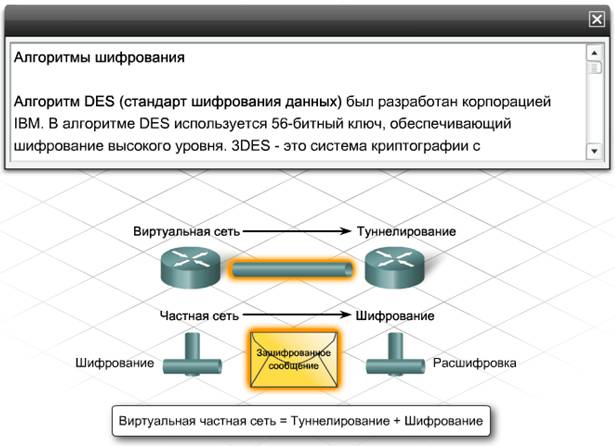 Алгоритмы шифрования
Алгоритм DES (стандарт шифрования данных) был разработан корпорацией
IBM. В алгоритме DES используется 56-битный ключ, обеспечивающий
шифрование высокого уровня. 3DES - это система криптографии с
Виртуальная сеть Туннелирование
Частная сеть Шифрование
Шифрование Зашифрованное Расшифровка
сообщение
Виртуальная частная сеть = Туннелирование + Шифрование